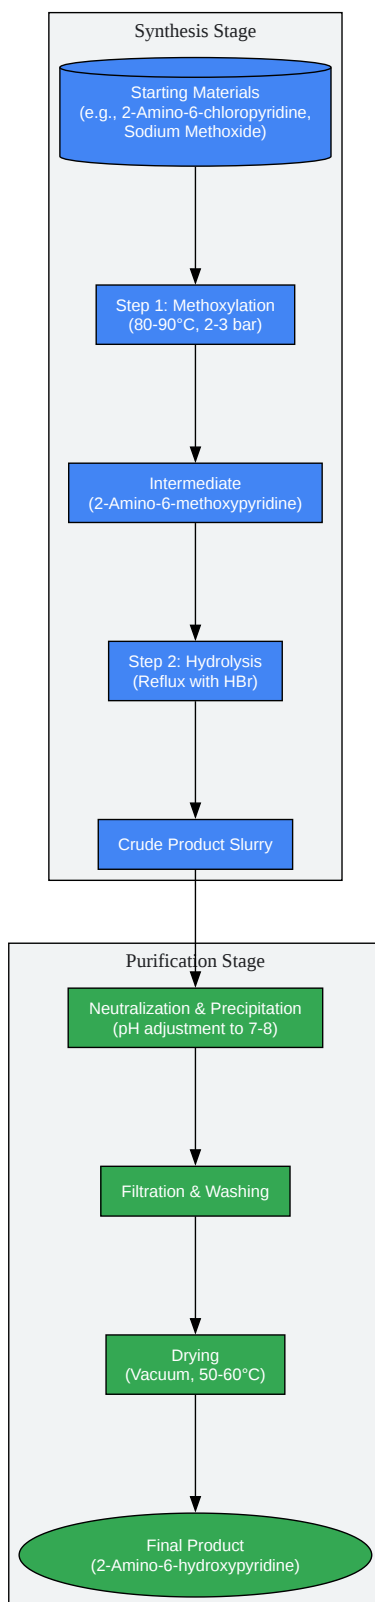 Synthesis Stage
Starting Materials
(e.g., 2-Amino-6-chloropyridine,
Sodium Methoxide)
Step 1: Methoxylation
(80-90°C, 2-3 bar)
Intermediate
(2-Amino-6-methoxypyridine)
Step 2: Hydrolysis
(Reflux with HBr)
Crude Product Slurry
Purification Stage
Neutralization & Precipitation
(pH adjustment to 7-8)
Filtration & Washing
Drying
(Vacuum, 50-60°C)
Final Product
(2-Amino-6-hydroxypyridine)